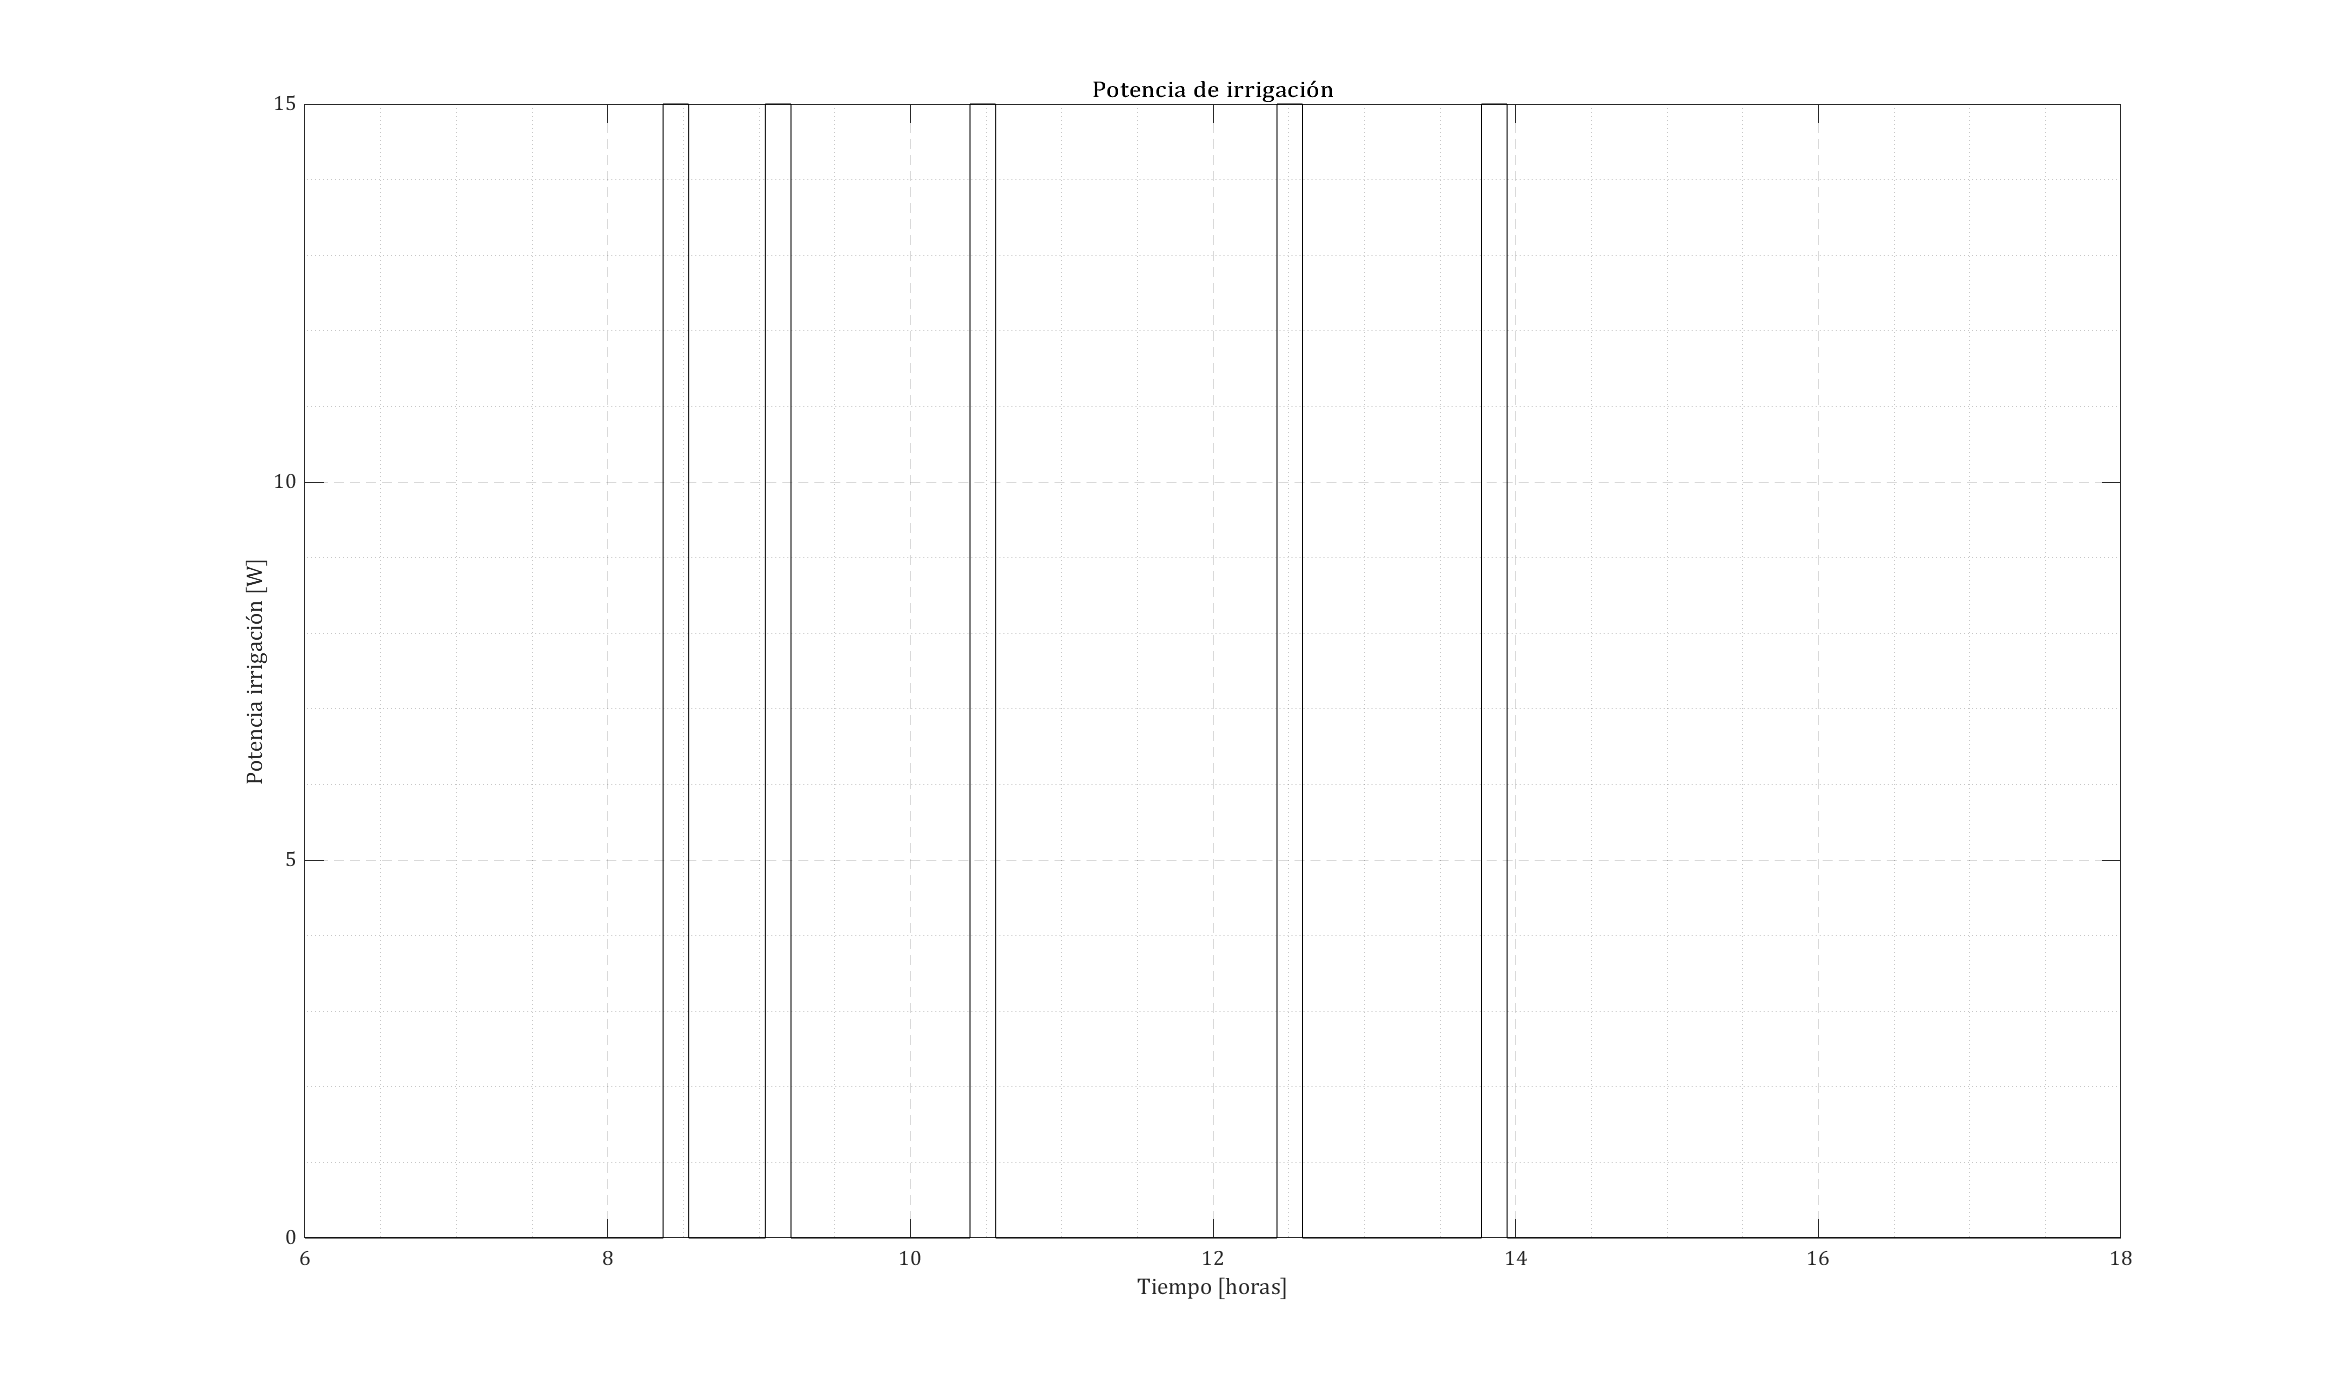 Potencia de irrigación
15
10
5
0
Potencia irrigación [W]
6 8 10 12 14 16 18
Tiempo [horas]